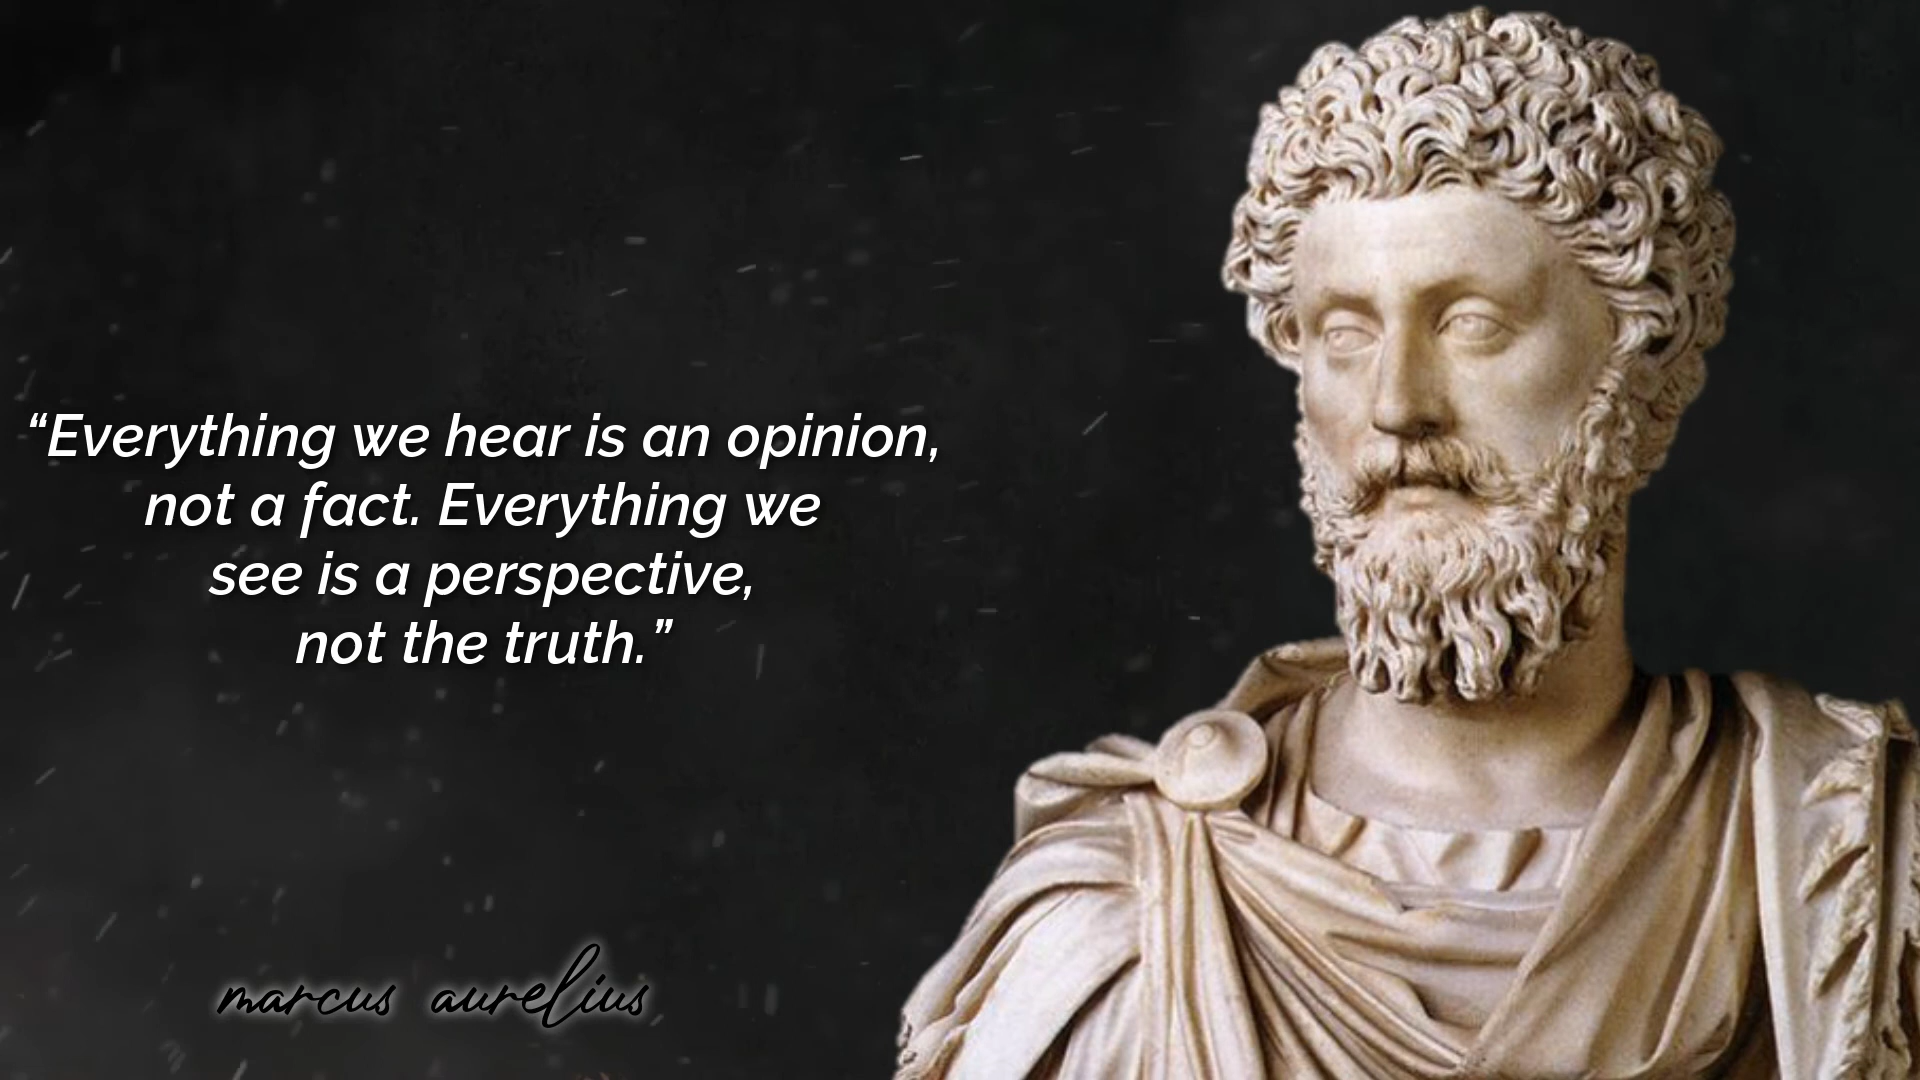 “Everything we hear is an opinion,
not a fact. Everything we
see is a perspective,
not the truth.”
marcus aurelius